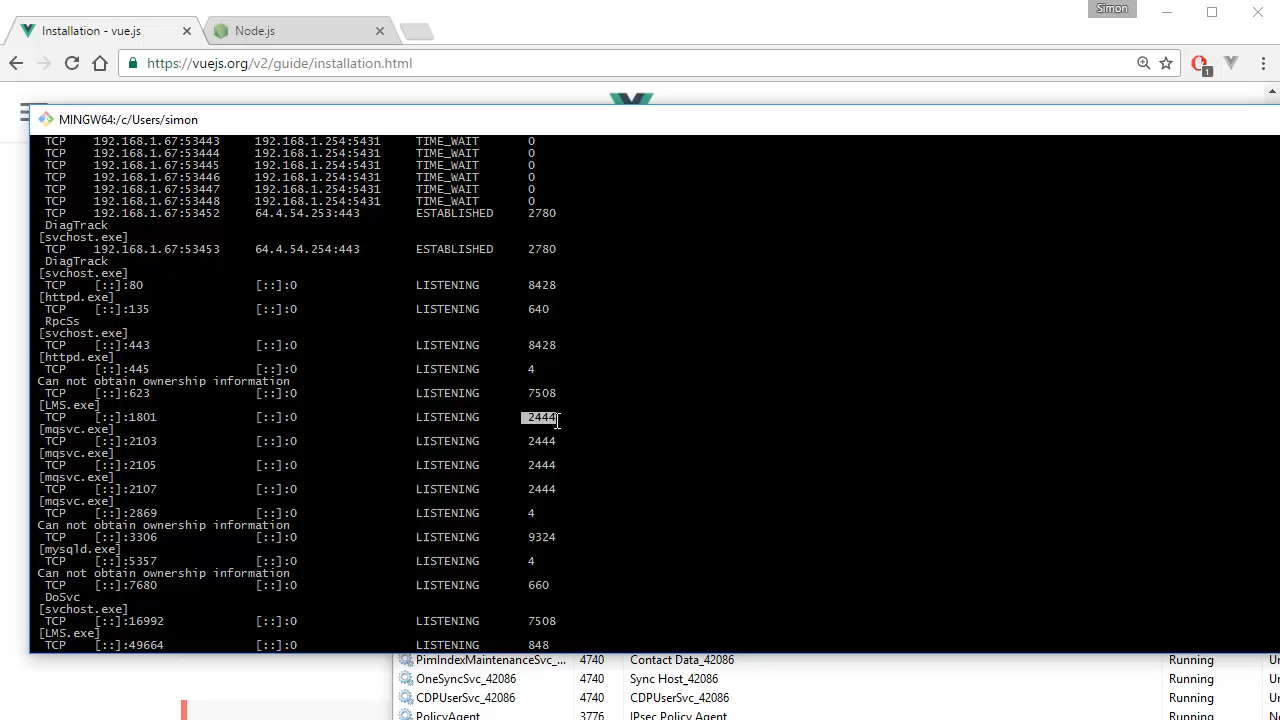 Simon
Installation - vue.js
Node.js
https://vuejs.org/v2/guide/installation.html
1
MINGW64:/c/Users/simon
TCP 192.168.1.67:53443 192.168.1.254:5431 TIME_WAIT 0
TCP 192.168.1.67:53444 192.168.1.254:5431 TIME_WAIT 0
TCP 192.168.1.67:53445 192.168.1.254:5431 TIME_WAIT 0
TCP 192.168.1.67:53446 192.168.1.254:5431 TIME_WAIT 0
TCP 192.168.1.67:53447 192.168.1.254:5431 TIME_WAIT 0
TCP 192.168.1.67:53448 192.168.1.254:5431 TIME_WAIT 0
TCP 192.168.1.67:53452 64.4.54.253:443 ESTABLISHED 2780
DiagTrack
[svchost.exe]
TCP 192.168.1.67:53453 64.4.54.254:443 ESTABLISHED 2780
DiagTrack
[svchost.exe]
TCP [::]:80 [::]:0 LISTENING 8428
[httpd.exe]
TCP [::]:135 [::]:0 LISTENING 640
RpcSs
[svchost.exe]
TCP [::]:443 [::]:0 LISTENING 8428
[httpd.exe]
TCP [::]:445 [::]:0 LISTENING 4
Can not obtain ownership information
TCP [::]:623 [::]:0 LISTENING 7508
[LMS.exe]
TCP [::]:1801 [::]:0 LISTENING 2444
[mqsvc.exe]
TCP [::]:2103 [::]:0 LISTENING 2444
[mqsvc.exe]
TCP [::]:2105 [::]:0 LISTENING 2444
[mqsvc.exe]
TCP [::]:2107 [::]:0 LISTENING 2444
[mqsvc.exe]
TCP [::]:2869 [::]:0 LISTENING 4
Can not obtain ownership information
TCP [::]:3306 [::]:0 LISTENING 9324
[mysqld.exe]
TCP [::]:5357 [::]:0 LISTENING 4
Can not obtain ownership information
TCP [::]:7680 [::]:0 LISTENING 660
DoSvc
[svchost.exe]
TCP [::]:16992 [::]:0 LISTENING 7508
[LMS.exe]
TCP [::]:49664 [::]:0 LISTENING 848
PimIndexMaintenanceSvc_... 4740 Contact Data_42086 Running Ur
OneSyncSvc_42086 4740 Sync Host_42086 Running Ur
CDPUserSvc_42086 4740 CDPUserSvc_42086 Running Ur
PolicyAgent 3776 IPsec Policy Agent Running